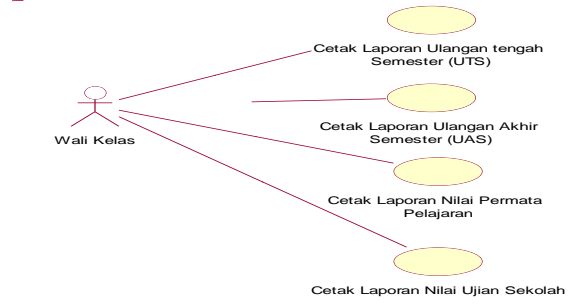 Cetak Laporan Ulangan tengah
Semester (UTS)
Wali Kelas
Cetak Laporan Ulangan Akhir
Semester (UAS)
Cetak Laporan Nilai Permata
Pelajaran
Cetak Laporan Nilai Ujian Sekolah